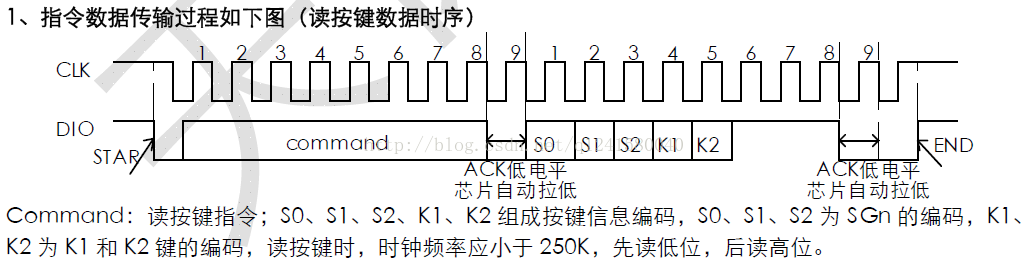 1、指令数据传输过程如下图（读按键数据时序）
1 2 3 4 5 6 7 8 9 1 2 3 4 5 6 7 8 9
CLK
DIO
command S0 S1 S2 K1 K2
STAR END
ACK低电平 ACK低电平
芯片自动拉低 芯片自动拉低
Command：读按键指令；S0、S1、S2、K1、K2 组成按键信息编码，S0、S1、S2 为 SGn 的编码，K1、
K2 为 K1 和 K2 键的编码，读按键时，时钟频率应小于 250K，先读低位，后读高位。